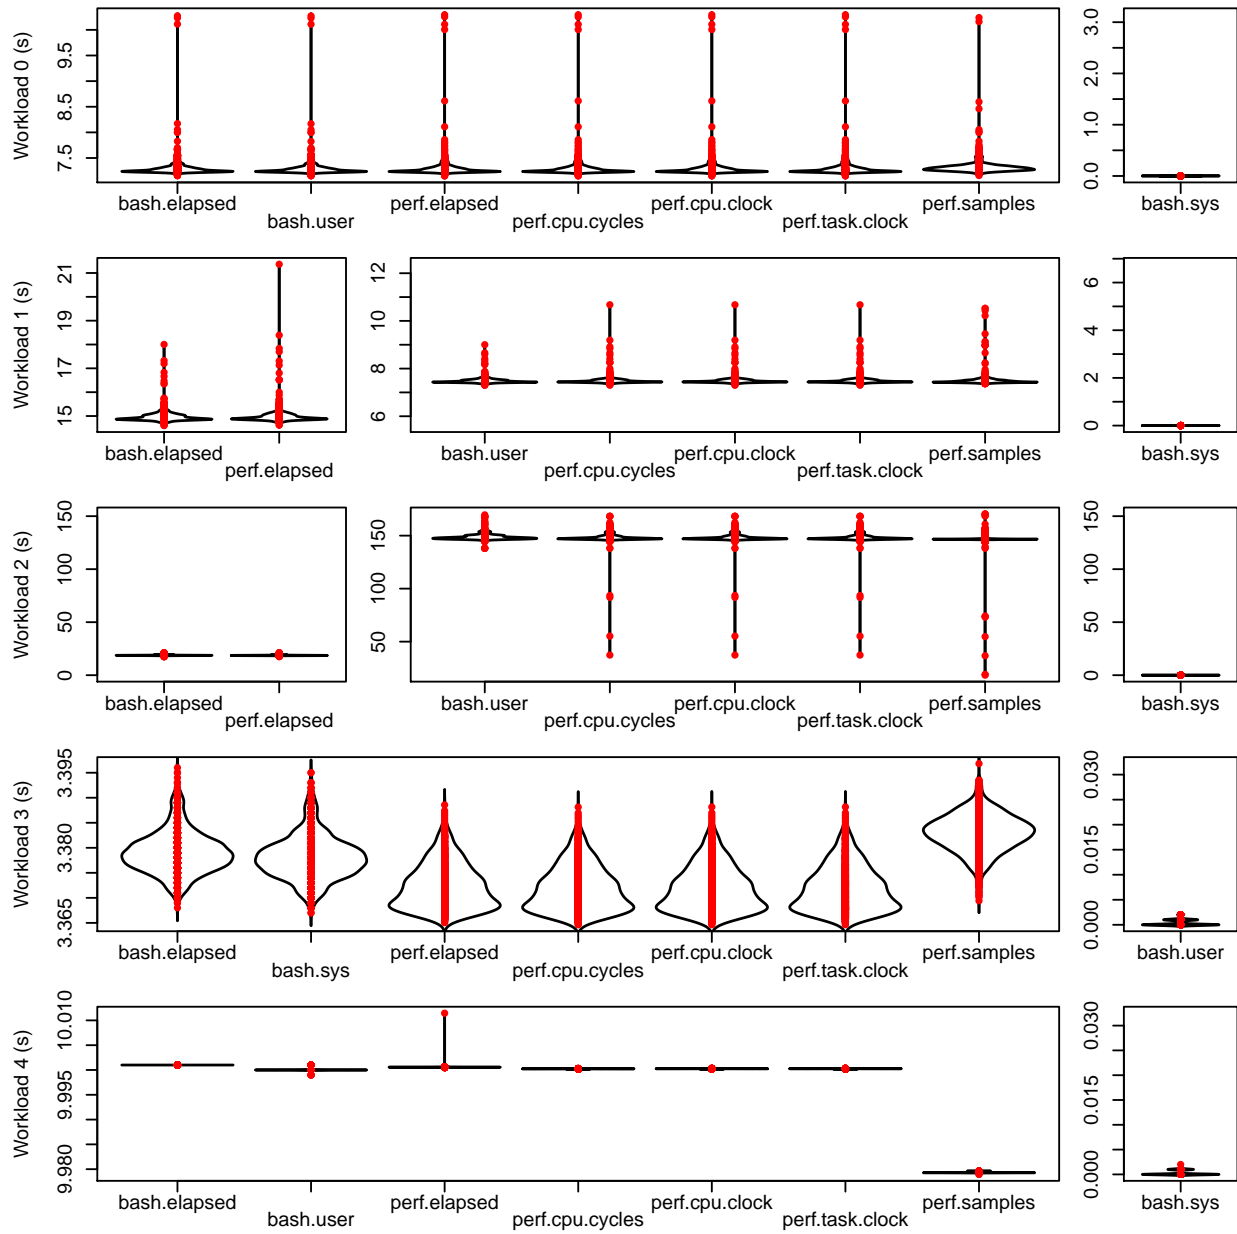 Workload 0 (s)
7.5 8.5 9.5
0.0 1.0 2.0 3.0
bash.elapsed perf.elapsed perf.cpu.clock perf.samples bash.sys
bash.user perf.cpu.cycles perf.task.clock
Workload 1 (s)
15 17 19 21
6 8 10 12
0 2 4 6
bash.elapsed bash.user perf.cpu.clock perf.samples bash.sys
perf.elapsed perf.cpu.cycles perf.task.clock
Workload 2 (s)
0 50 100 150
50 100 150
0 50 100 150
bash.elapsed bash.user perf.cpu.clock perf.samples bash.sys
perf.elapsed perf.cpu.cycles perf.task.clock
Workload 3 (s)
3.365 3.380 3.395
0.000 0.015 0.030
bash.elapsed perf.elapsed perf.cpu.clock perf.samples bash.user
bash.sys perf.cpu.cycles perf.task.clock
Workload 4 (s)
9.980 9.995 10.010
0.000 0.015 0.030
bash.elapsed perf.elapsed perf.cpu.clock perf.samples bash.sys
bash.user perf.cpu.cycles perf.task.clock